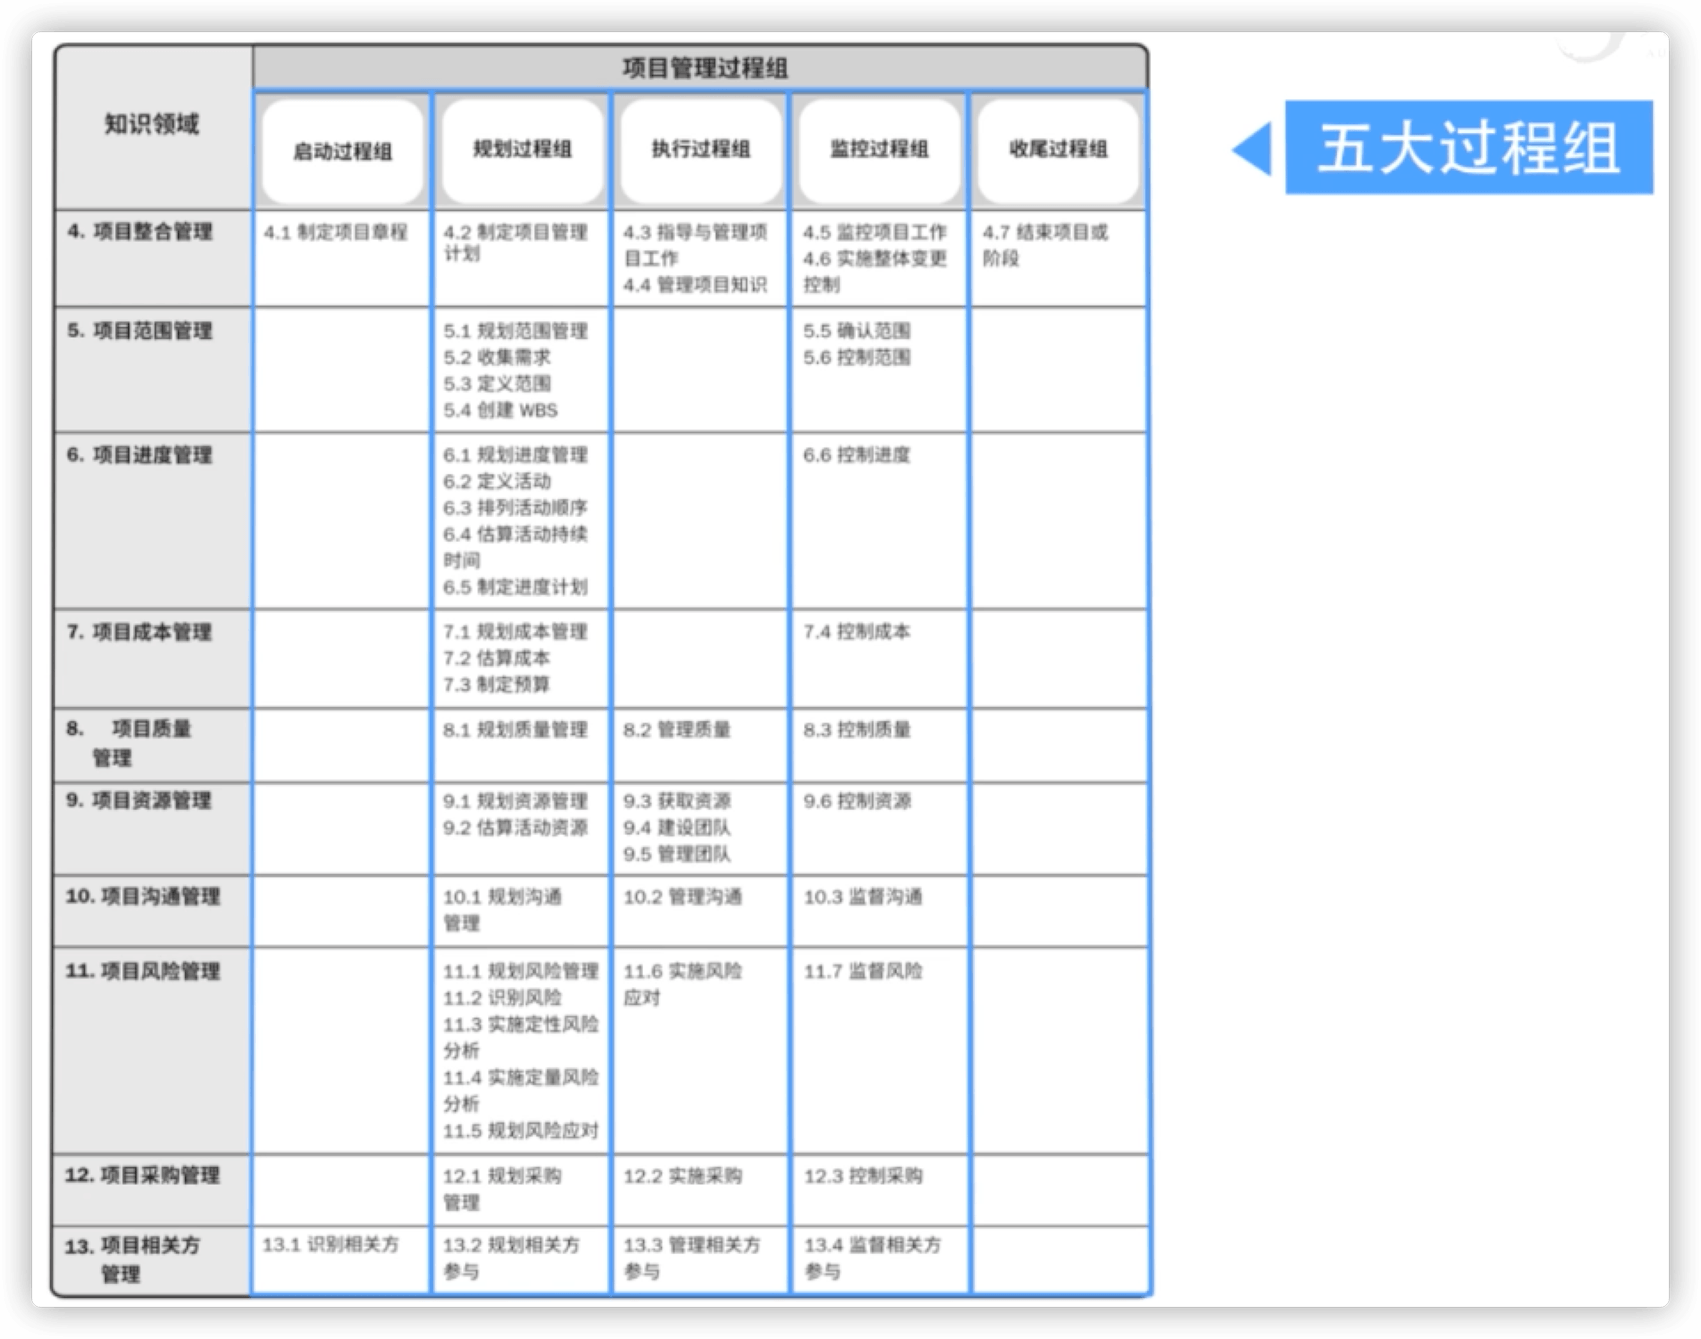 项目管理过程组
知识领域
启动过程组
规划过程组
执行过程组
监控过程组
收尾过程组
五大过程组
4. 项目整合管理
4.1 制定项目章程
4.2 制定项目管理
计划
4.3 指导与管理项
目工作
4.4 管理项目知识
4.5 监控项目工作
4.6 实施整体变更
控制
4.7 结束项目或
阶段
5. 项目范围管理
5.1 规划范围管理
5.2 收集需求
5.3 定义范围
5.4 创建 WBS
5.5 确认范围
5.6 控制范围
6. 项目进度管理
6.1 规划进度管理
6.2 定义活动
6.3 排列活动顺序
6.4 估算活动持续
时间
6.5 制定进度计划
6.6 控制进度
7. 项目成本管理
7.1 规划成本管理
7.2 估算成本
7.3 制定预算
7.4 控制成本
8. 项目质量
管理
8.1 规划质量管理
8.2 管理质量
8.3 控制质量
9. 项目资源管理
9.1 规划资源管理
9.2 估算活动资源
9.3 获取资源
9.4 建设团队
9.5 管理团队
9.6 控制资源
10. 项目沟通管理
10.1 规划沟通
管理
10.2 管理沟通
10.3 监督沟通
11. 项目风险管理
11.1 规划风险管理
11.2 识别风险
11.3 实施定性风险
分析
11.4 实施定量风险
分析
11.5 规划风险应对
11.6 实施风险
应对
11.7 监督风险
12. 项目采购管理
12.1 规划采购
管理
12.2 实施采购
12.3 控制采购
13. 项目相关方
管理
13.1 识别相关方
13.2 规划相关方
参与
13.3 管理相关方
参与
13.4 监督相关方
参与